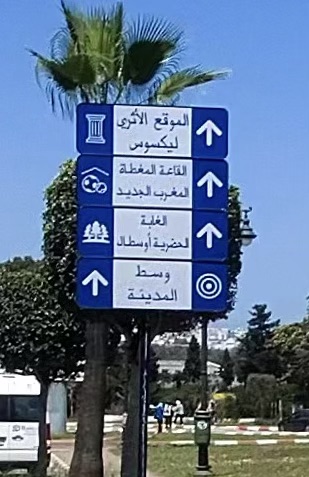 الموقع الأثري
ليكسوس
القاعة المغطاة
المغرب الجديد
الغابة
الحضرية أوسطال
وسط
المدينة